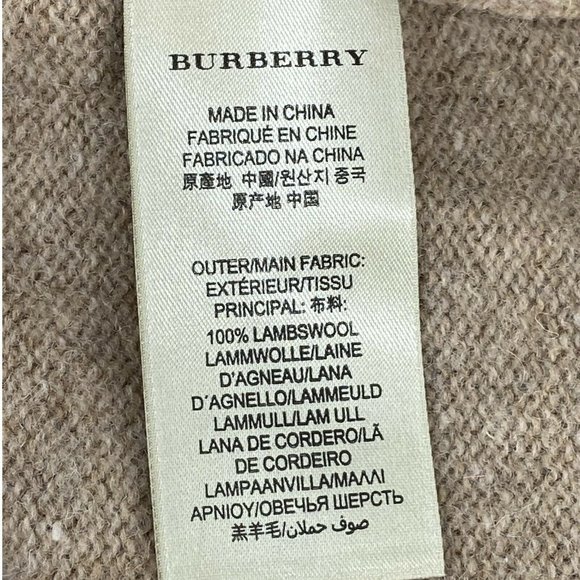 BURBERRY
MADE IN CHINA
FABRIQUÉ EN CHINE
FABRICADO NA CHINA
原產地 中國/원산지 중국
原产地 中国
OUTER/MAIN FABRIC:
EXTÉRIEUR/TISSU
PRINCIPAL: 布料:
100% LAMBSWOOL
LAMMWOLLE/LAINE
D'AGNEAU/LANA
D'AGNELLO/LAMMEULD
LAMMULL/LAM ULL
LANA DE CORDERO/LÃ
DE CORDEIRO
LAMPAANVILLA/ΜΑΛΛΙ
ΑΡΝΙΟΥ/ОВЕЧЬЯ ШЕРСТЬ
羔羊毛/صوف حملان